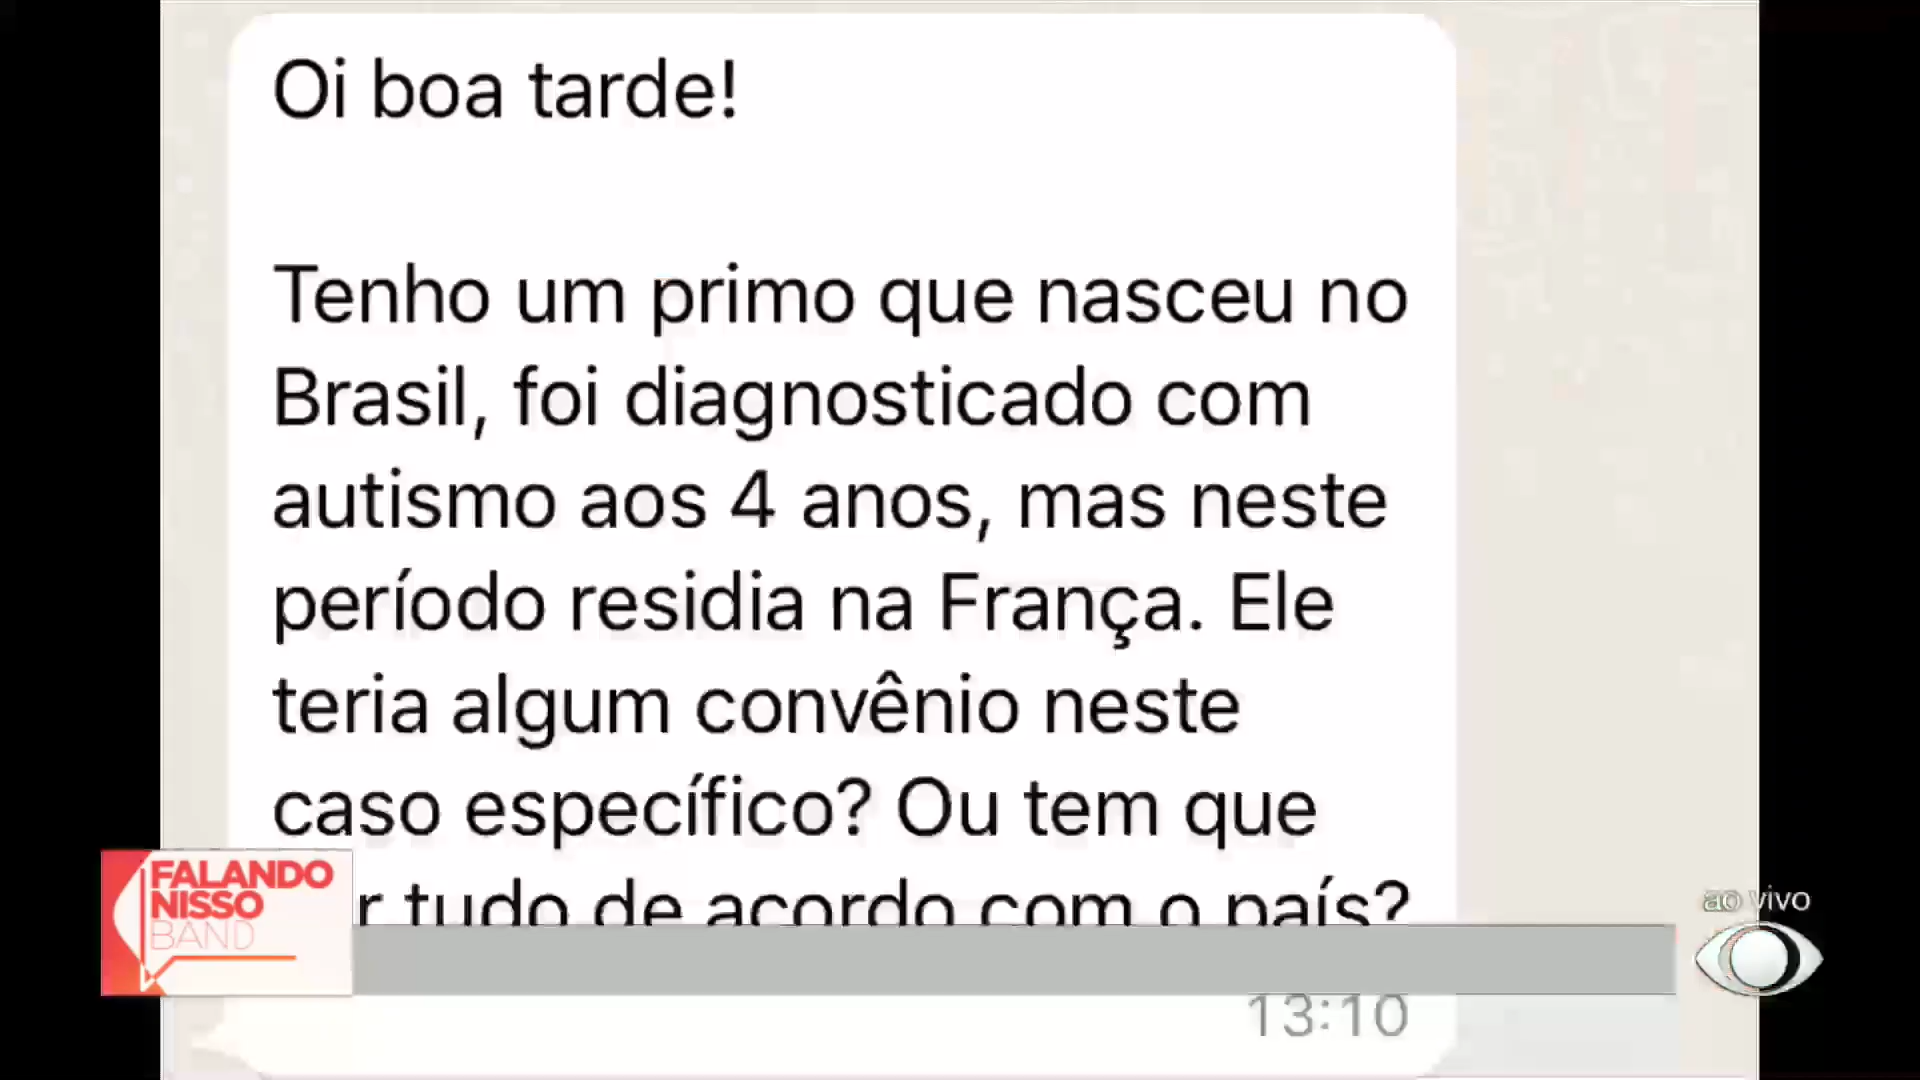 Oi boa tarde!
Tenho um primo que nasceu no
Brasil, foi diagnosticado com
autismo aos 4 anos, mas neste
período residia na França. Ele
teria algum convênio neste
caso específico? Ou tem que
tudo de acordo com o país?
FALANDO
NISSO
BAND
ao vivo
13:10